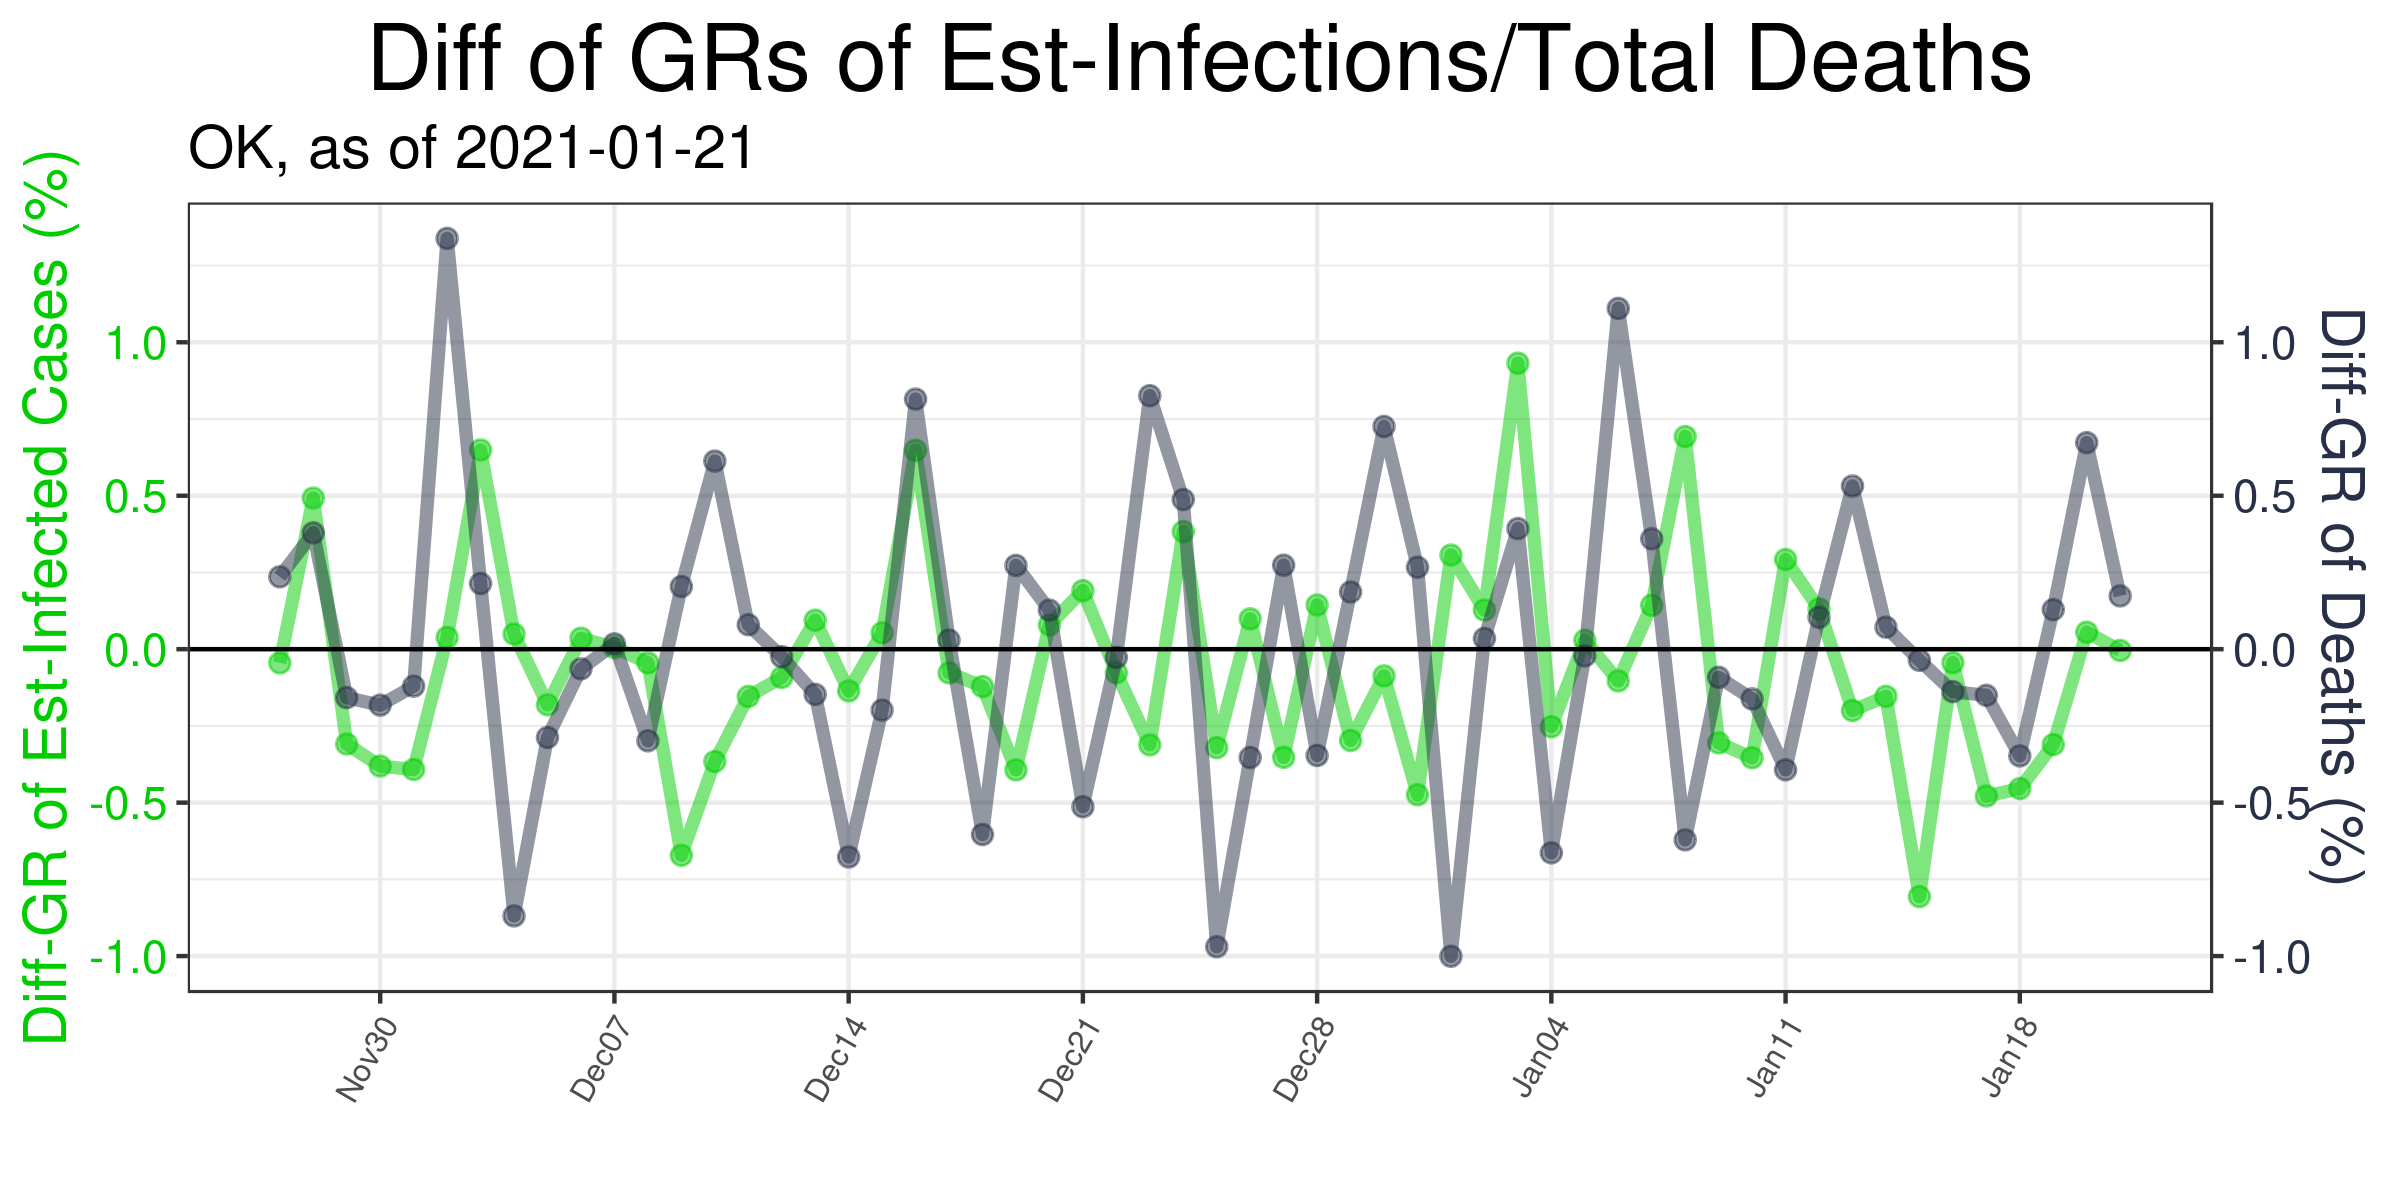 Diff of GRs of Est-Infections/Total Deaths
OK, as of 2021-01-21
Diff-GR of Est-Infected Cases (%)
1.0
0.5
0.0
-0.5
-1.0
1.0
0.5
0.0
-0.5
-1.0
Diff-GR of Deaths (%)
Nov30
Dec07
Dec14
Dec21
Dec28
Jan04
Jan11
Jan18